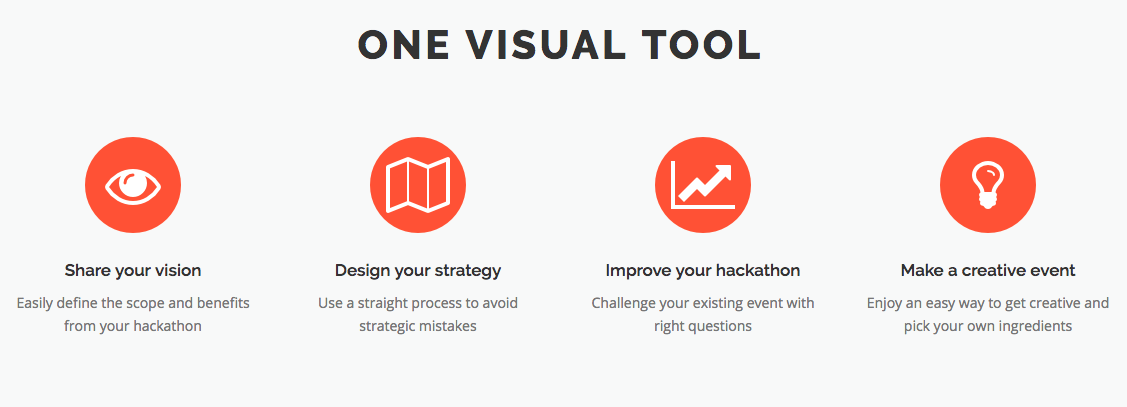 ONE VISUAL TOOL
Share your vision
Easily define the scope and benefits
from your hackathon
Design your strategy
Use a straight process to avoid
strategic mistakes
Improve your hackathon
Challenge your existing event with
right questions
Make a creative event
Enjoy an easy way to get creative and
pick your own ingredients